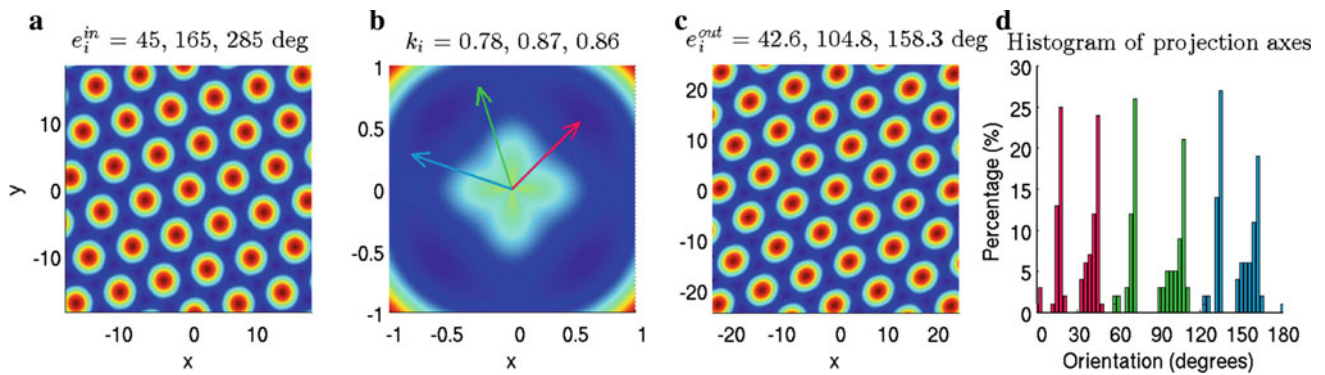 a
e_i^{in} = 45, 165, 285 deg
10
0
-10
y
-10 0 10
x
b
k_i = 0.78, 0.87, 0.86
1
0.5
0
-0.5
-1
-1 -0.5 0 0.5 1
x
c
e_i^{out} = 42.6, 104.8, 158.3 deg
20
10
0
-10
-20
-20 -10 0 10 20
x
d
Histogram of projection axes
30
25
20
15
10
5
0
Percentage (%)
0 30 60 90 120 150 180
Orientation (degrees)